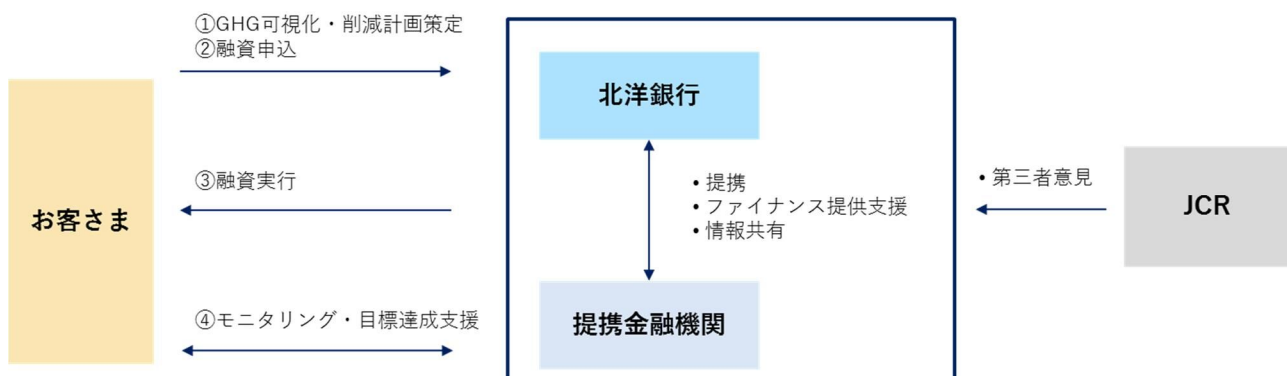 ①GHG可視化・削減計画策定
②融資申込
お客さま
③融資実行
④モニタリング・目標達成支援
北洋銀行
• 提携
• ファイナンス提供支援
• 情報共有
提携金融機関
• 第三者意見
JCR